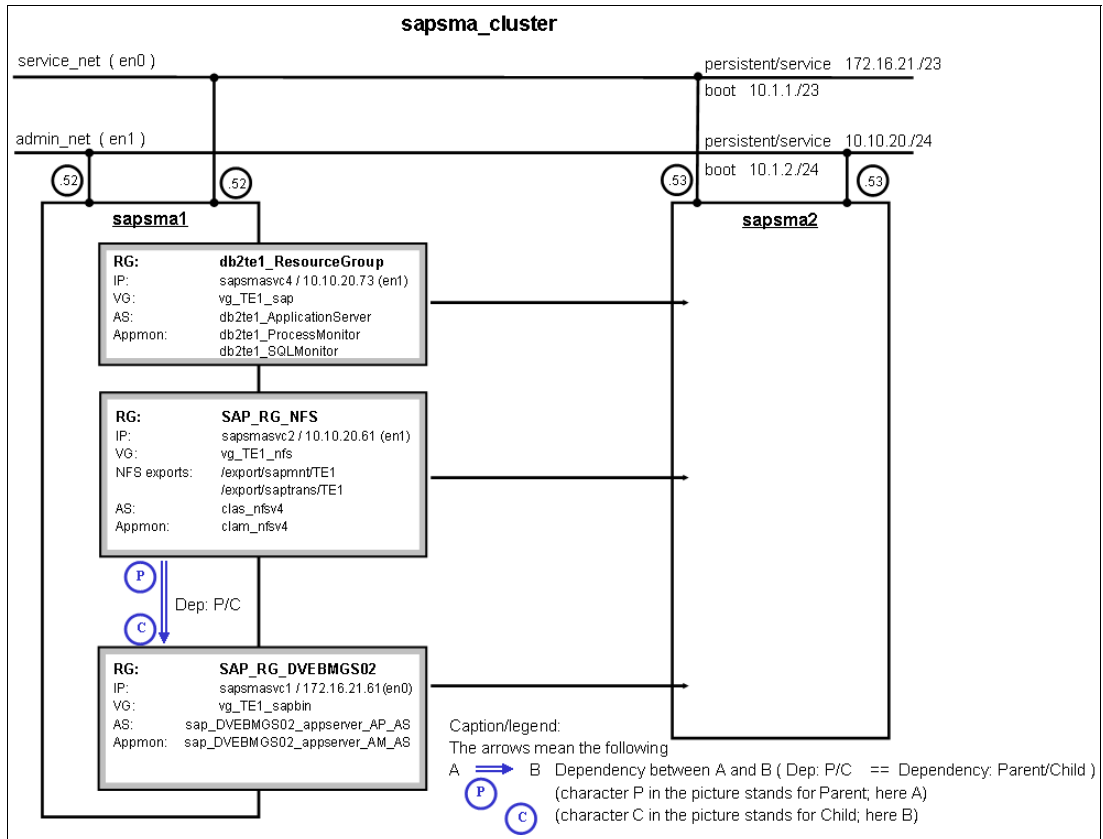 sapsma_cluster
service_net ( en0 )
persistent/service 172.16.21./23
boot 10.1.1./23
admin_net ( en1 )
persistent/service 10.10.20./24
boot 10.1.2./24
.52
.52
.53
.53
sapsma1
sapsma2
RG: db2te1_ResourceGroup
IP: sapsmasvc4 / 10.10.20.73 (en1)
VG: vg_TE1_sap
AS: db2te1_ApplicationServer
Appmon: db2te1_ProcessMonitor
db2te1_SQLMonitor
RG: SAP_RG_NFS
IP: sapsmasvc2 / 10.10.20.61 (en1)
VG: vg_TE1_nfs
NFS exports: /export/sapmnt/TE1
/export/saptrans/TE1
AS: clas_nfsv4
Appmon: clam_nfsv4
P
Dep: P/C
C
RG: SAP_RG_DVEBMGS02
IP: sapsmasvc1 / 172.16.21.61(en0)
VG: vg_TE1_sapbin
AS: sap_DVEBMGS02_appserver_AP_AS
Appmon: sap_DVEBMGS02_appserver_AM_AS
Caption/legend:
The arrows mean the following
A B Dependency between A and B ( Dep: P/C == Dependency: Parent/Child )
P (character P in the picture stands for Parent; here A)
C (character C in the picture stands for Child; here B)